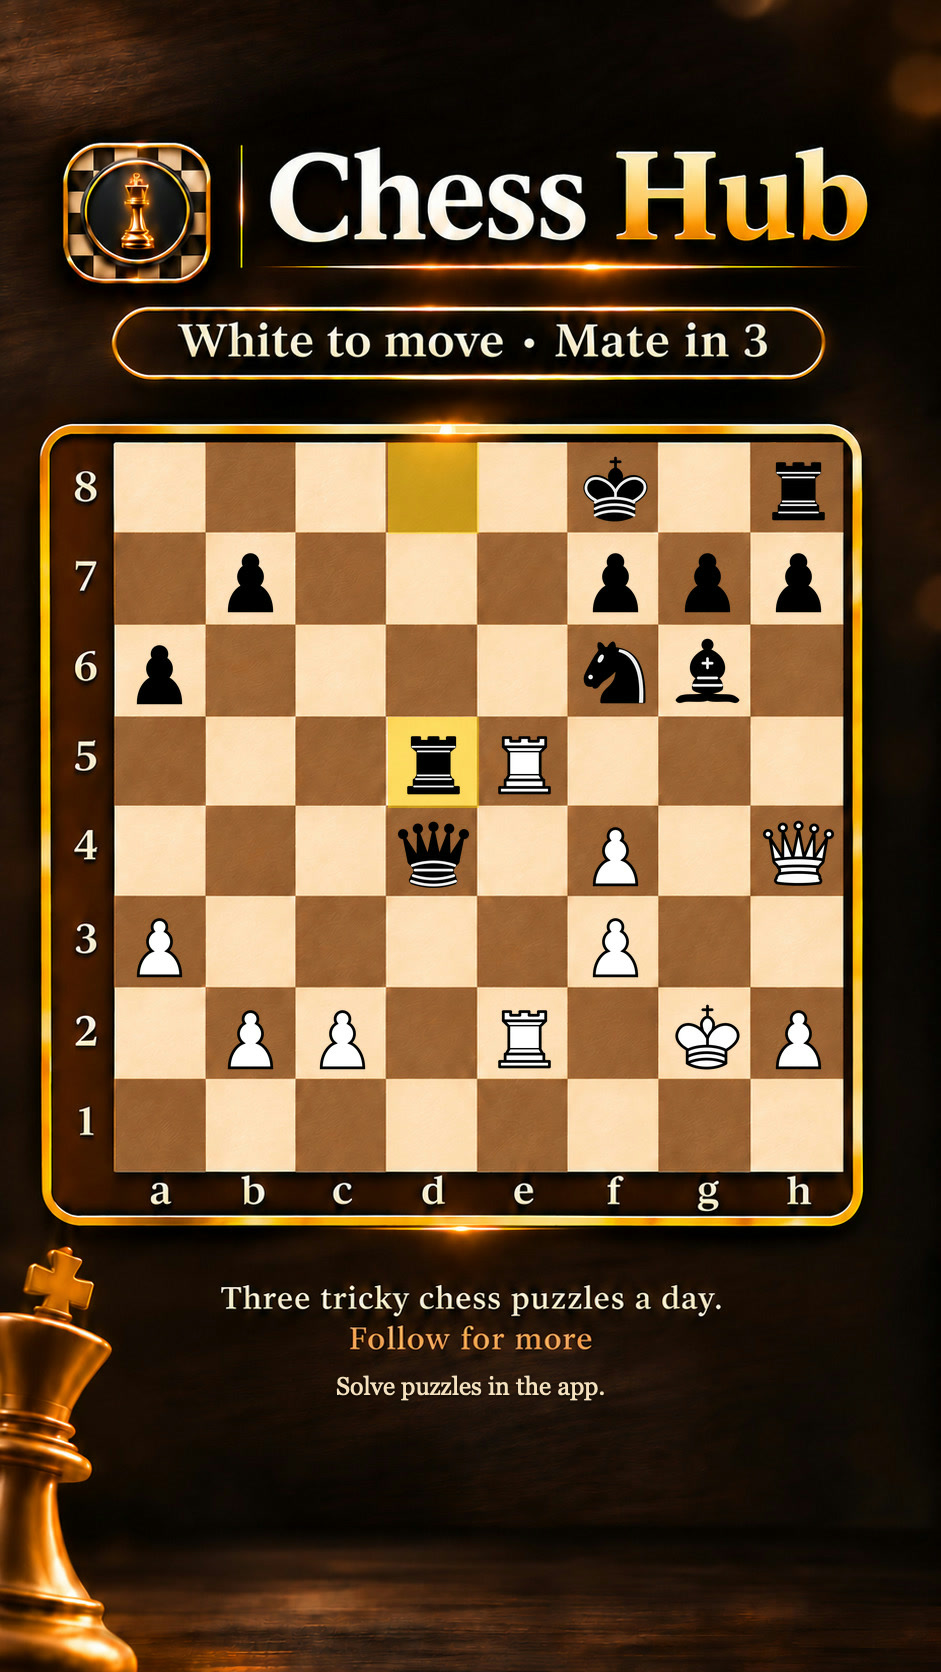 Chess Hub
White to move • Mate in 3
8
7
6
5
4
3
2
1
a b c d e f g h
Three tricky chess puzzles a day.
Follow for more
Solve puzzles in the app.